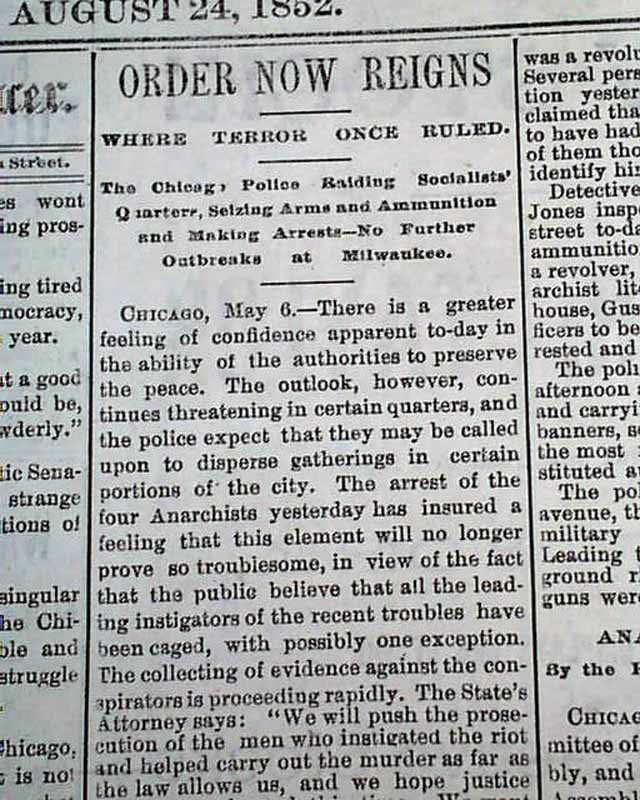 AUGUST 24, 1852.
cer.
Street.
es wont
ing pros-
ing tired
mocracy,
year.
at a good
ould be,
wderly."
tic Sena-
strange
tions of
singular
he Chi-
ble and
struggle
Chicago,
t is not
ORDER NOW REIGNS
WHERE TERROR ONCE RULED.
The Chicag, Police Raiding Socialists'
Quarters, Seizing Arms and Ammunition
and Making Arrests—No Further
Outbreaks at Milwaukee.
CHICAGO, May 6.—There is a greater
feeling of confidence apparent to-day in
the ability of the authorities to preserve
the peace. The outlook, however, con-
tinues threatening in certain quarters, and
the police expect that they may be called
upon to disperse gatherings in certain
portions of the city. The arrest of the
four Anarchists yesterday has insured a
feeling that this element will no longer
prove so troublesome, in view of the fact
that the public believe that all the lead-
ing instigators of the recent troubles have
been caged, with possibly one exception.
The collecting of evidence against the con-
spirators is proceeding rapidly. The State's
Attorney says: "We will push the prose-
cution of the men who instigated the riot
and helped carry out the murder as far as
the law allows us, and we hope justice
was a revolu
Several pers
tion yester
claimed tha
to have had
of them tho
identify hi
Detective
Jones insp
street to-da
ammunition
a revolver,
archist lit
house, Gus
ficers to be
rested and
The poli
afternoon a
and carryi
banners, s
the most
stituted a
The po
avenue, th
military
Leading t
ground r
guns wer
ANA
By the
CHICAG
mittee of
bly, and
Assembl